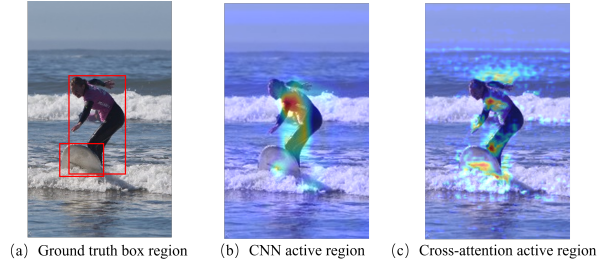 (a) Ground truth box region
(b) CNN active region
(c) Cross-attention active region